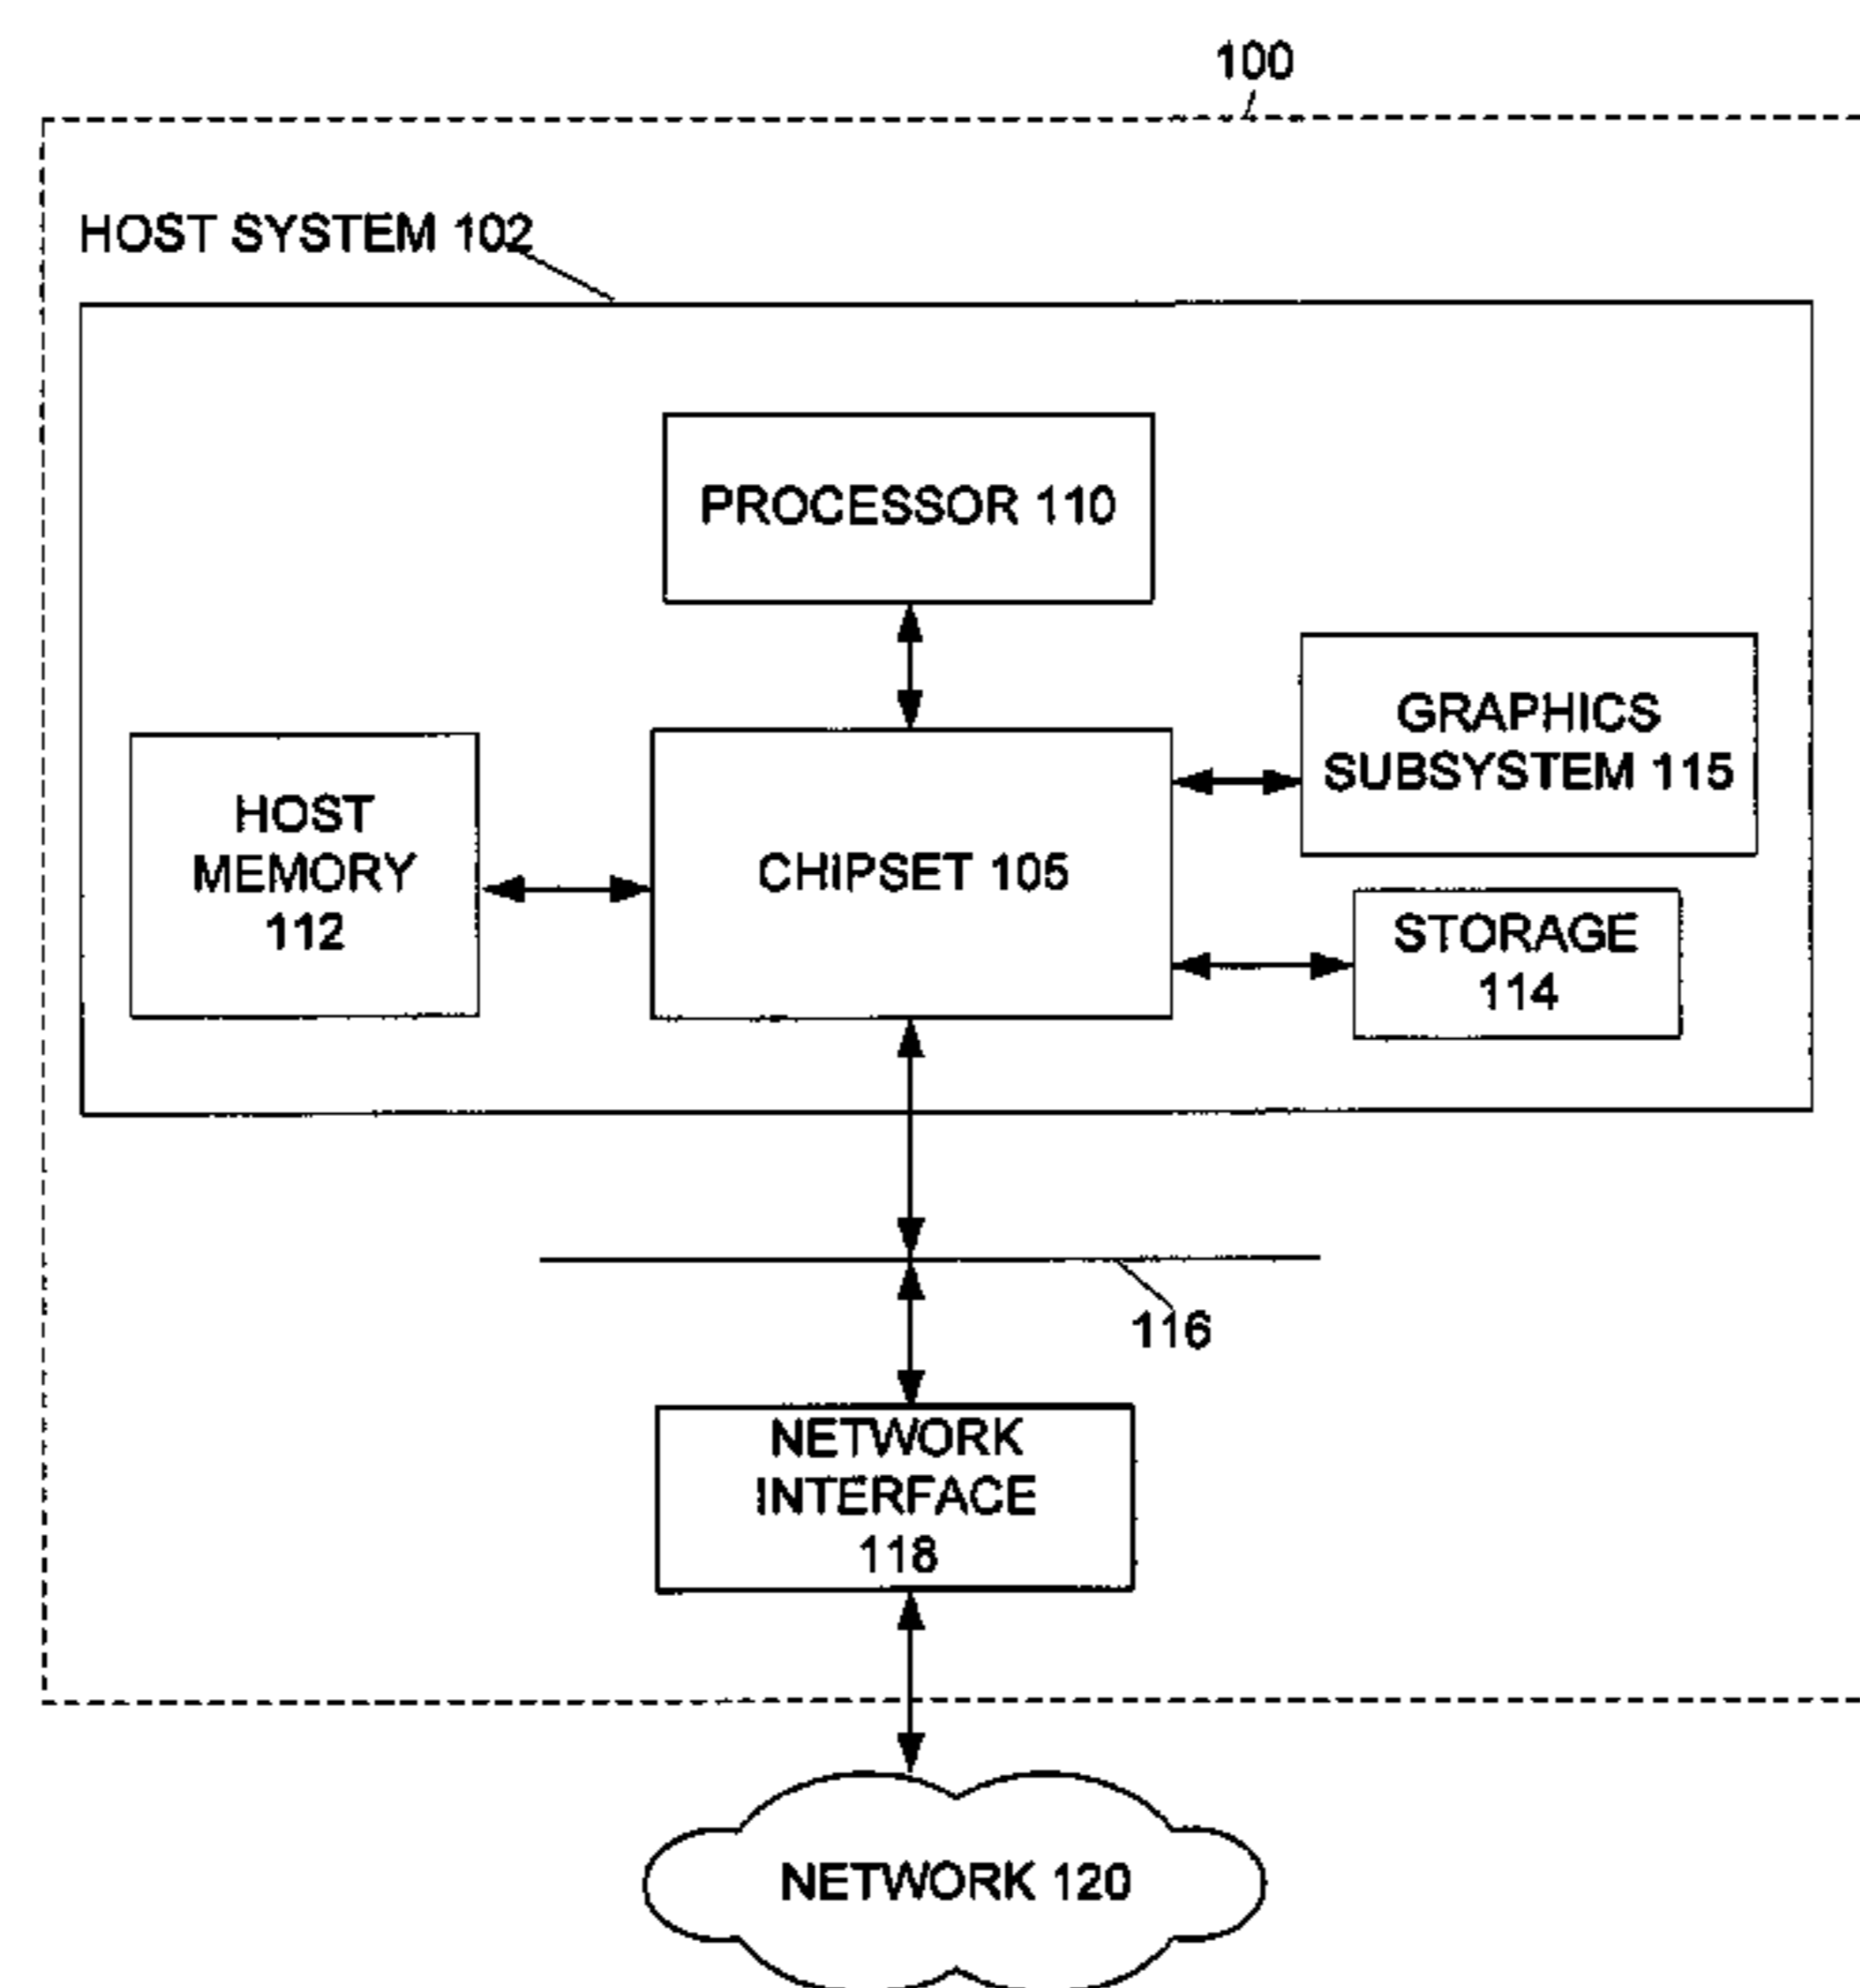 100
HOST SYSTEM 102
PROCESSOR 110
GRAPHICS
SUBSYSTEM 115
HOST
MEMORY
112
CHIPSET 105
STORAGE
114
116
NETWORK
INTERFACE
118
NETWORK 120